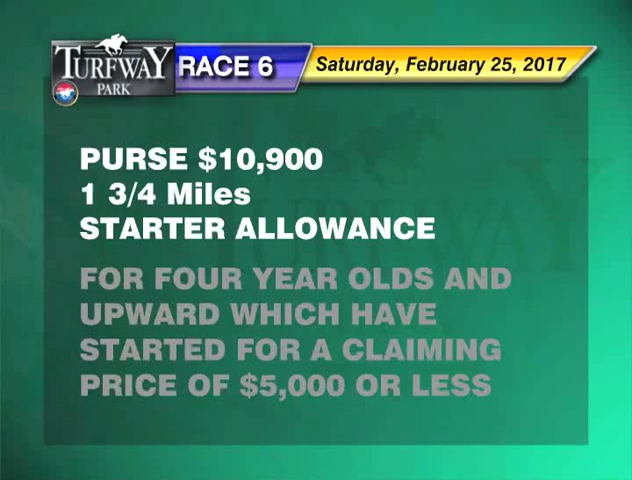 TURFWAY
PARK
RACE 6
Saturday, February 25, 2017
PURSE $10,900
1 3/4 Miles
STARTER ALLOWANCE
FOR FOUR YEAR OLDS AND
UPWARD WHICH HAVE
STARTED FOR A CLAIMING
PRICE OF $5,000 OR LESS
TURFWAY